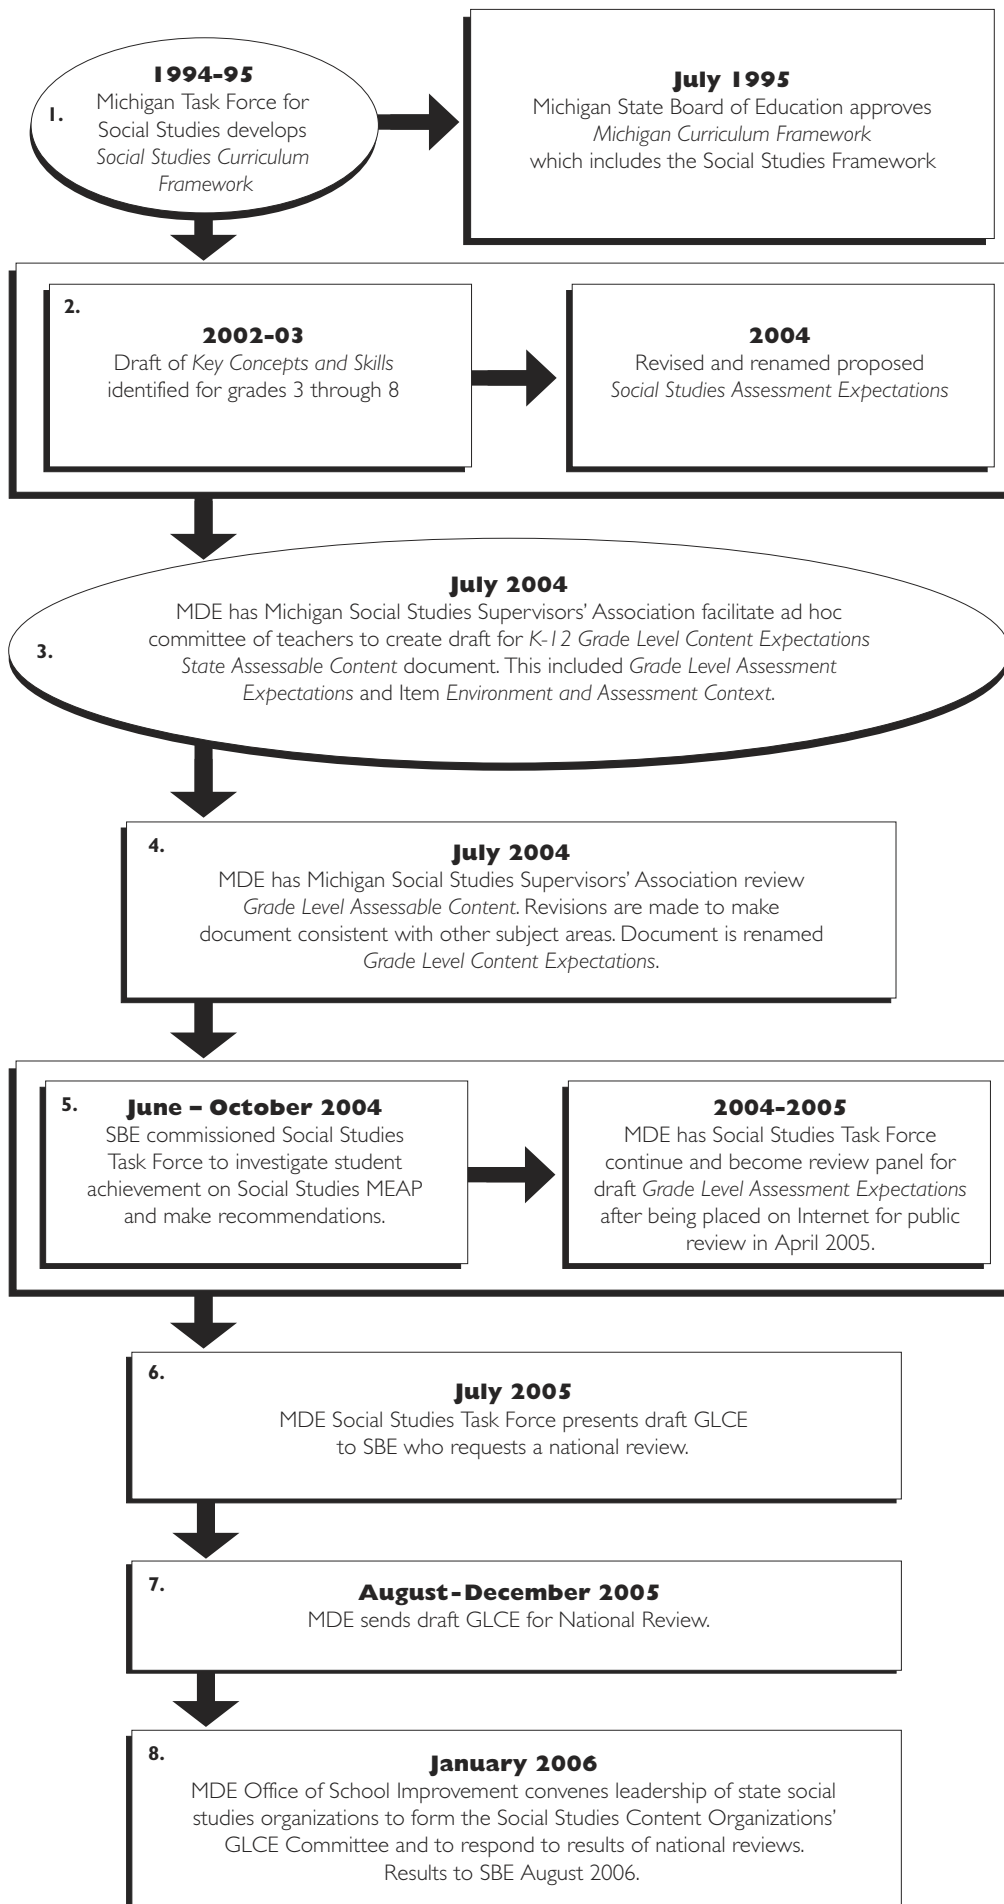 1.
1994-95
Michigan Task Force for
Social Studies develops
Social Studies Curriculum
Framework
July 1995
Michigan State Board of Education approves
Michigan Curriculum Framework
which includes the Social Studies Framework
2.
2002-03
Draft of Key Concepts and Skills
identified for grades 3 through 8
2004
Revised and renamed proposed
Social Studies Assessment Expectations
3.
July 2004
MDE has Michigan Social Studies Supervisors' Association facilitate ad hoc
committee of teachers to create draft for K-12 Grade Level Content Expectations
State Assessable Content document. This included Grade Level Assessment
Expectations and Item Environment and Assessment Context.
4.
July 2004
MDE has Michigan Social Studies Supervisors' Association review
Grade Level Assessable Content. Revisions are made to make
document consistent with other subject areas. Document is renamed
Grade Level Content Expectations.
5.
June – October 2004
SBE commissioned Social Studies
Task Force to investigate student
achievement on Social Studies MEAP
and make recommendations.
2004-2005
MDE has Social Studies Task Force
continue and become review panel for
draft Grade Level Assessment Expectations
after being placed on Internet for public
review in April 2005.
6.
July 2005
MDE Social Studies Task Force presents draft GLCE
to SBE who requests a national review.
7.
August-December 2005
MDE sends draft GLCE for National Review.
8.
January 2006
MDE Office of School Improvement convenes leadership of state social
studies organizations to form the Social Studies Content Organizations'
GLCE Committee and to respond to results of national reviews.
Results to SBE August 2006.